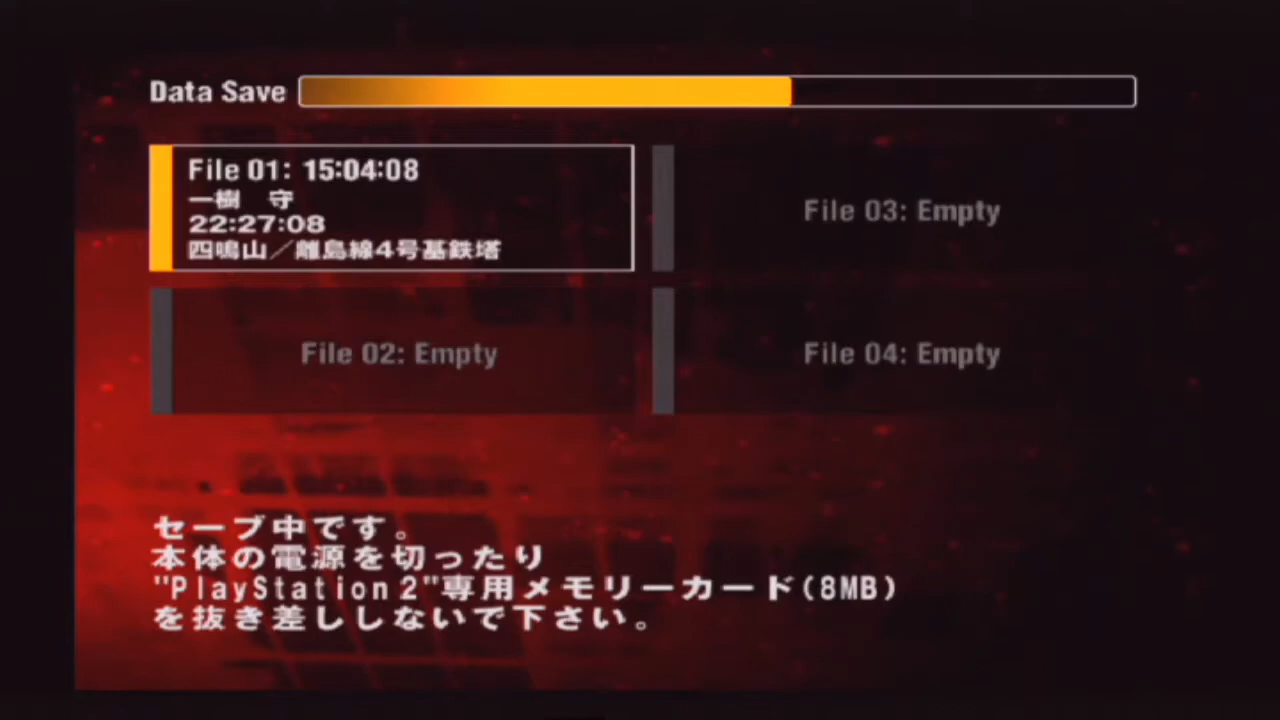 Data Save
File 01: 15:04:08
一樹　守
22:27:08
四鳴山／離島線4号基鉄塔
File 02: Empty
File 03: Empty
File 04: Empty
セーブ中です。
本体の電源を切ったり
"PlayStation 2"専用メモリーカード(8MB)
を抜き差ししないで下さい。